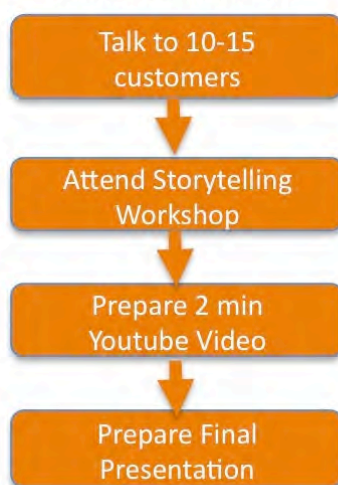 Talk to 10-15
customers
Attend Storytelling
Workshop
Prepare 2 min
Youtube Video
Prepare Final
Presentation